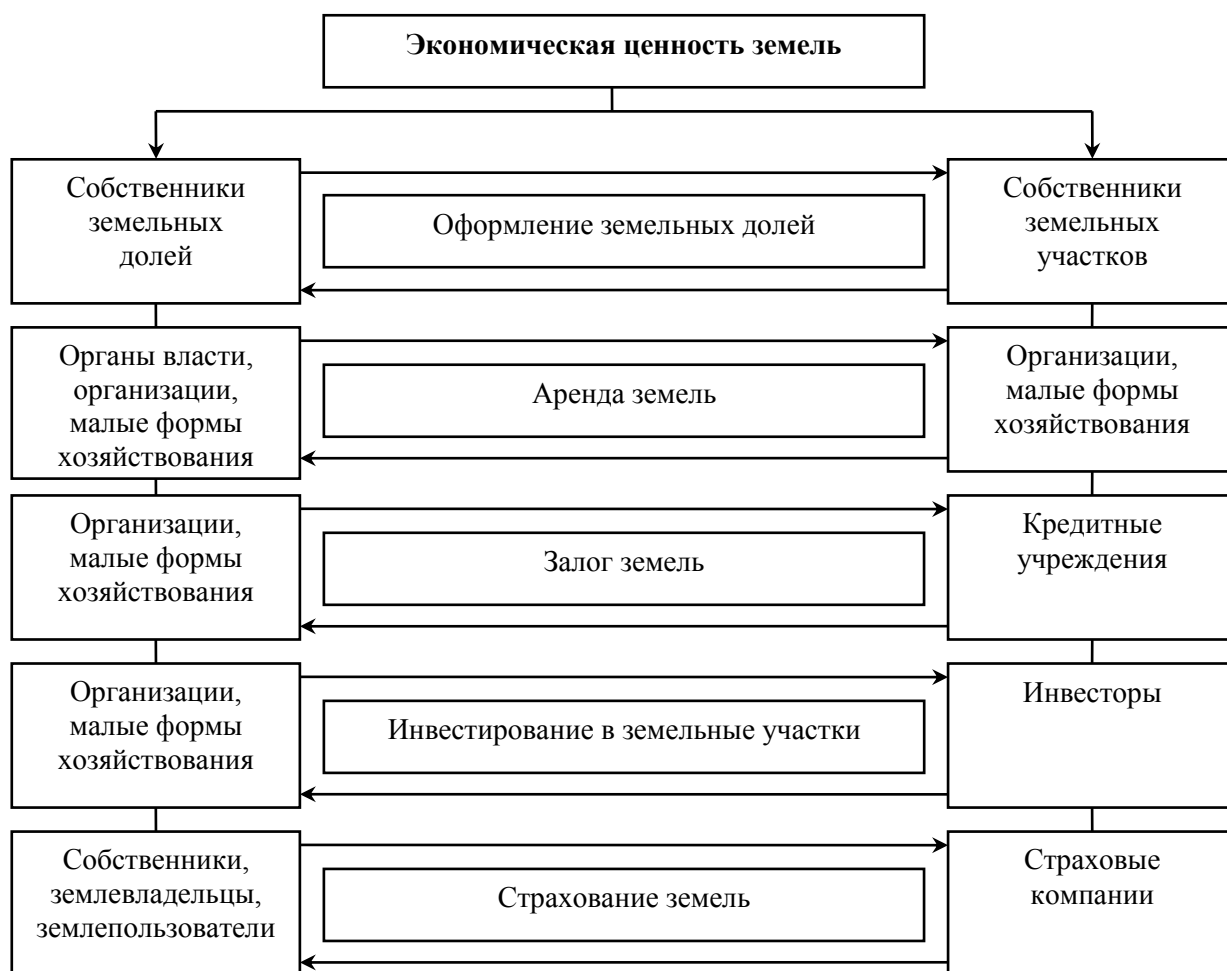 Экономическая ценность земель
Собственники
земельных
долей
Оформление земельных долей
Собственники
земельных
участков
Органы власти,
организации,
малые формы
хозяйствования
Аренда земель
Организации,
малые формы
хозяйствования
Организации,
малые формы
хозяйствования
Залог земель
Кредитные
учреждения
Организации,
малые формы
хозяйствования
Инвестирование в земельные участки
Инвесторы
Собственники,
землевладельцы,
землепользователи
Страхование земель
Страховые
компании